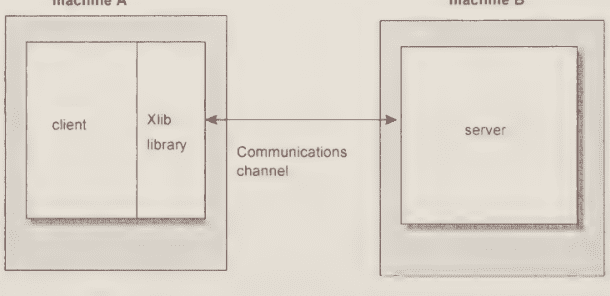 machine A
machine B
client
Xlib
library
Communications
channel
server